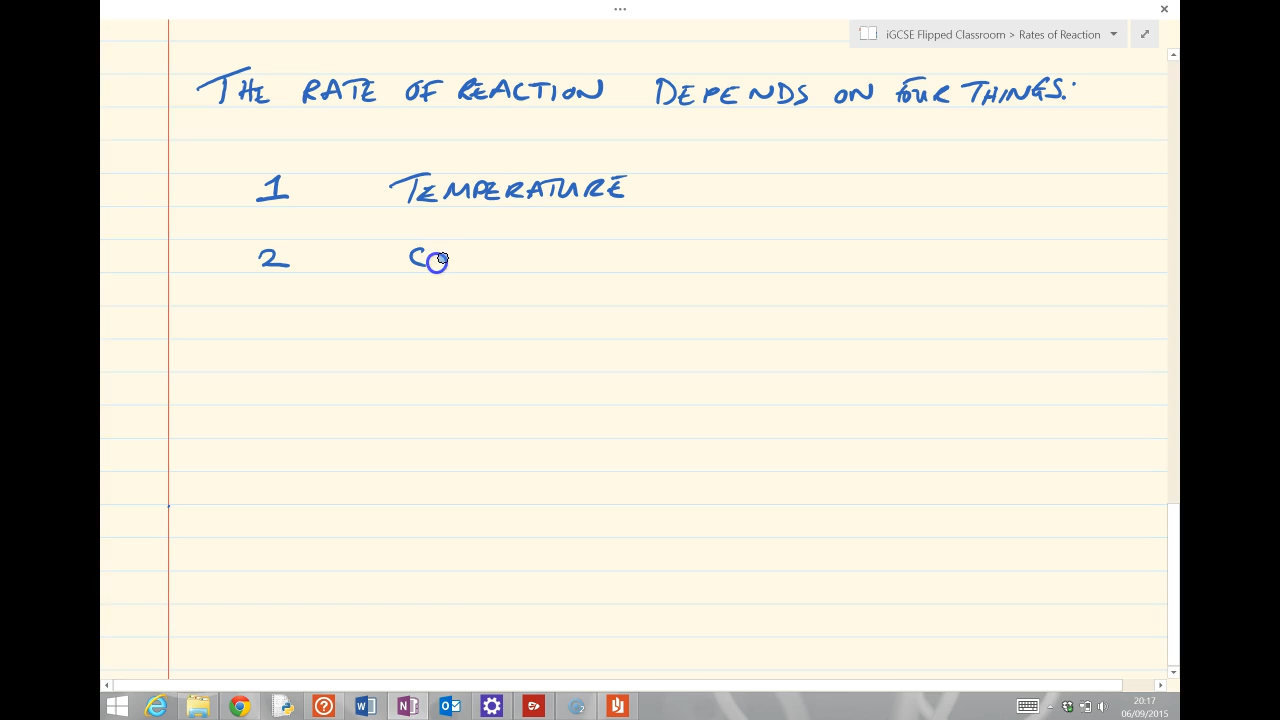 iGCSE Flipped Classroom > Rates of Reaction
THE RATE OF REACTION DEPENDS ON FOUR THINGS.
1 TEMPERATURE
2 CO
20:17
06/09/2015